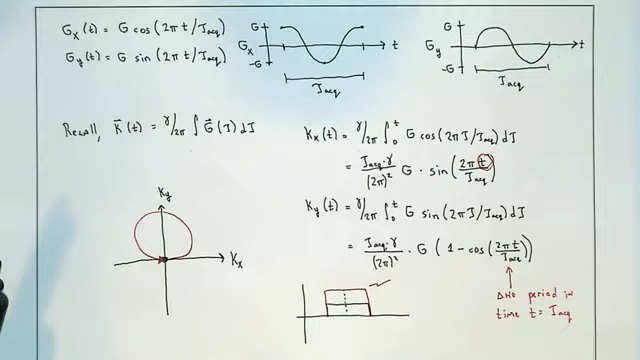 Gx(t) = G cos(2πt/Tacq)
G
Gx
-G
t
Tacq
G
Gy
-G
t
Tacq
Gy(t) = G sin(2πt/Tacq)
Recall, K⃗(t) = γ/2π ∫ G⃗(τ)dτ
Kx(t) = γ/2π ∫₀ᵗ G cos(2πτ/Tacq)dτ
= Tacq·γ/(2π)² G · sin(2πt/Tacq)
Ky(t) = γ/2π ∫₀ᵗ G sin(2πτ/Tacq)dτ
= Tacq·γ/(2π)² · G (1 - cos(2πt/Tacq))
Ky
Kx
period in
time t = Tacq